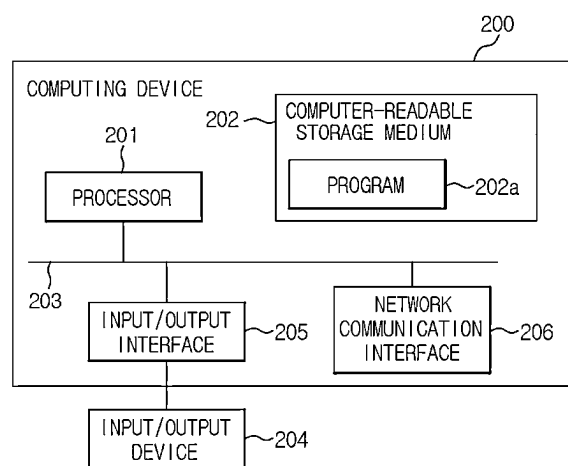 200
COMPUTING DEVICE
202
COMPUTER-READABLE
STORAGE MEDIUM
201
PROCESSOR
PROGRAM
202a
203
INPUT/OUTPUT
INTERFACE
205
NETWORK
COMMUNICATION
INTERFACE
206
INPUT/OUTPUT
DEVICE
204